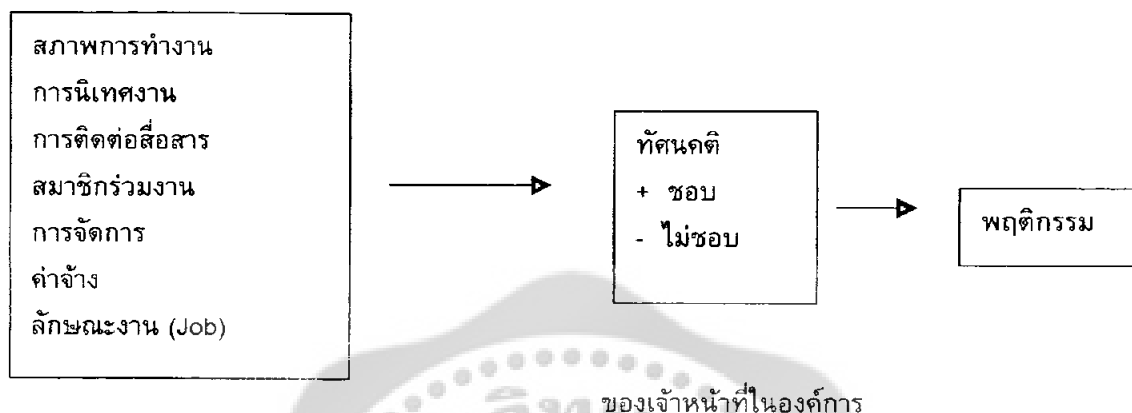 สภาพการทำงาน
การนิเทศงาน
การติดต่อสื่อสาร
สมาชิกร่วมงาน
การจัดการ
ค่าจ้าง
ลักษณะงาน (Job)
ทัศนคติ
+ ชอบ
- ไม่ชอบ
พฤติกรรม
ของเจ้าหน้าที่ในองค์การ